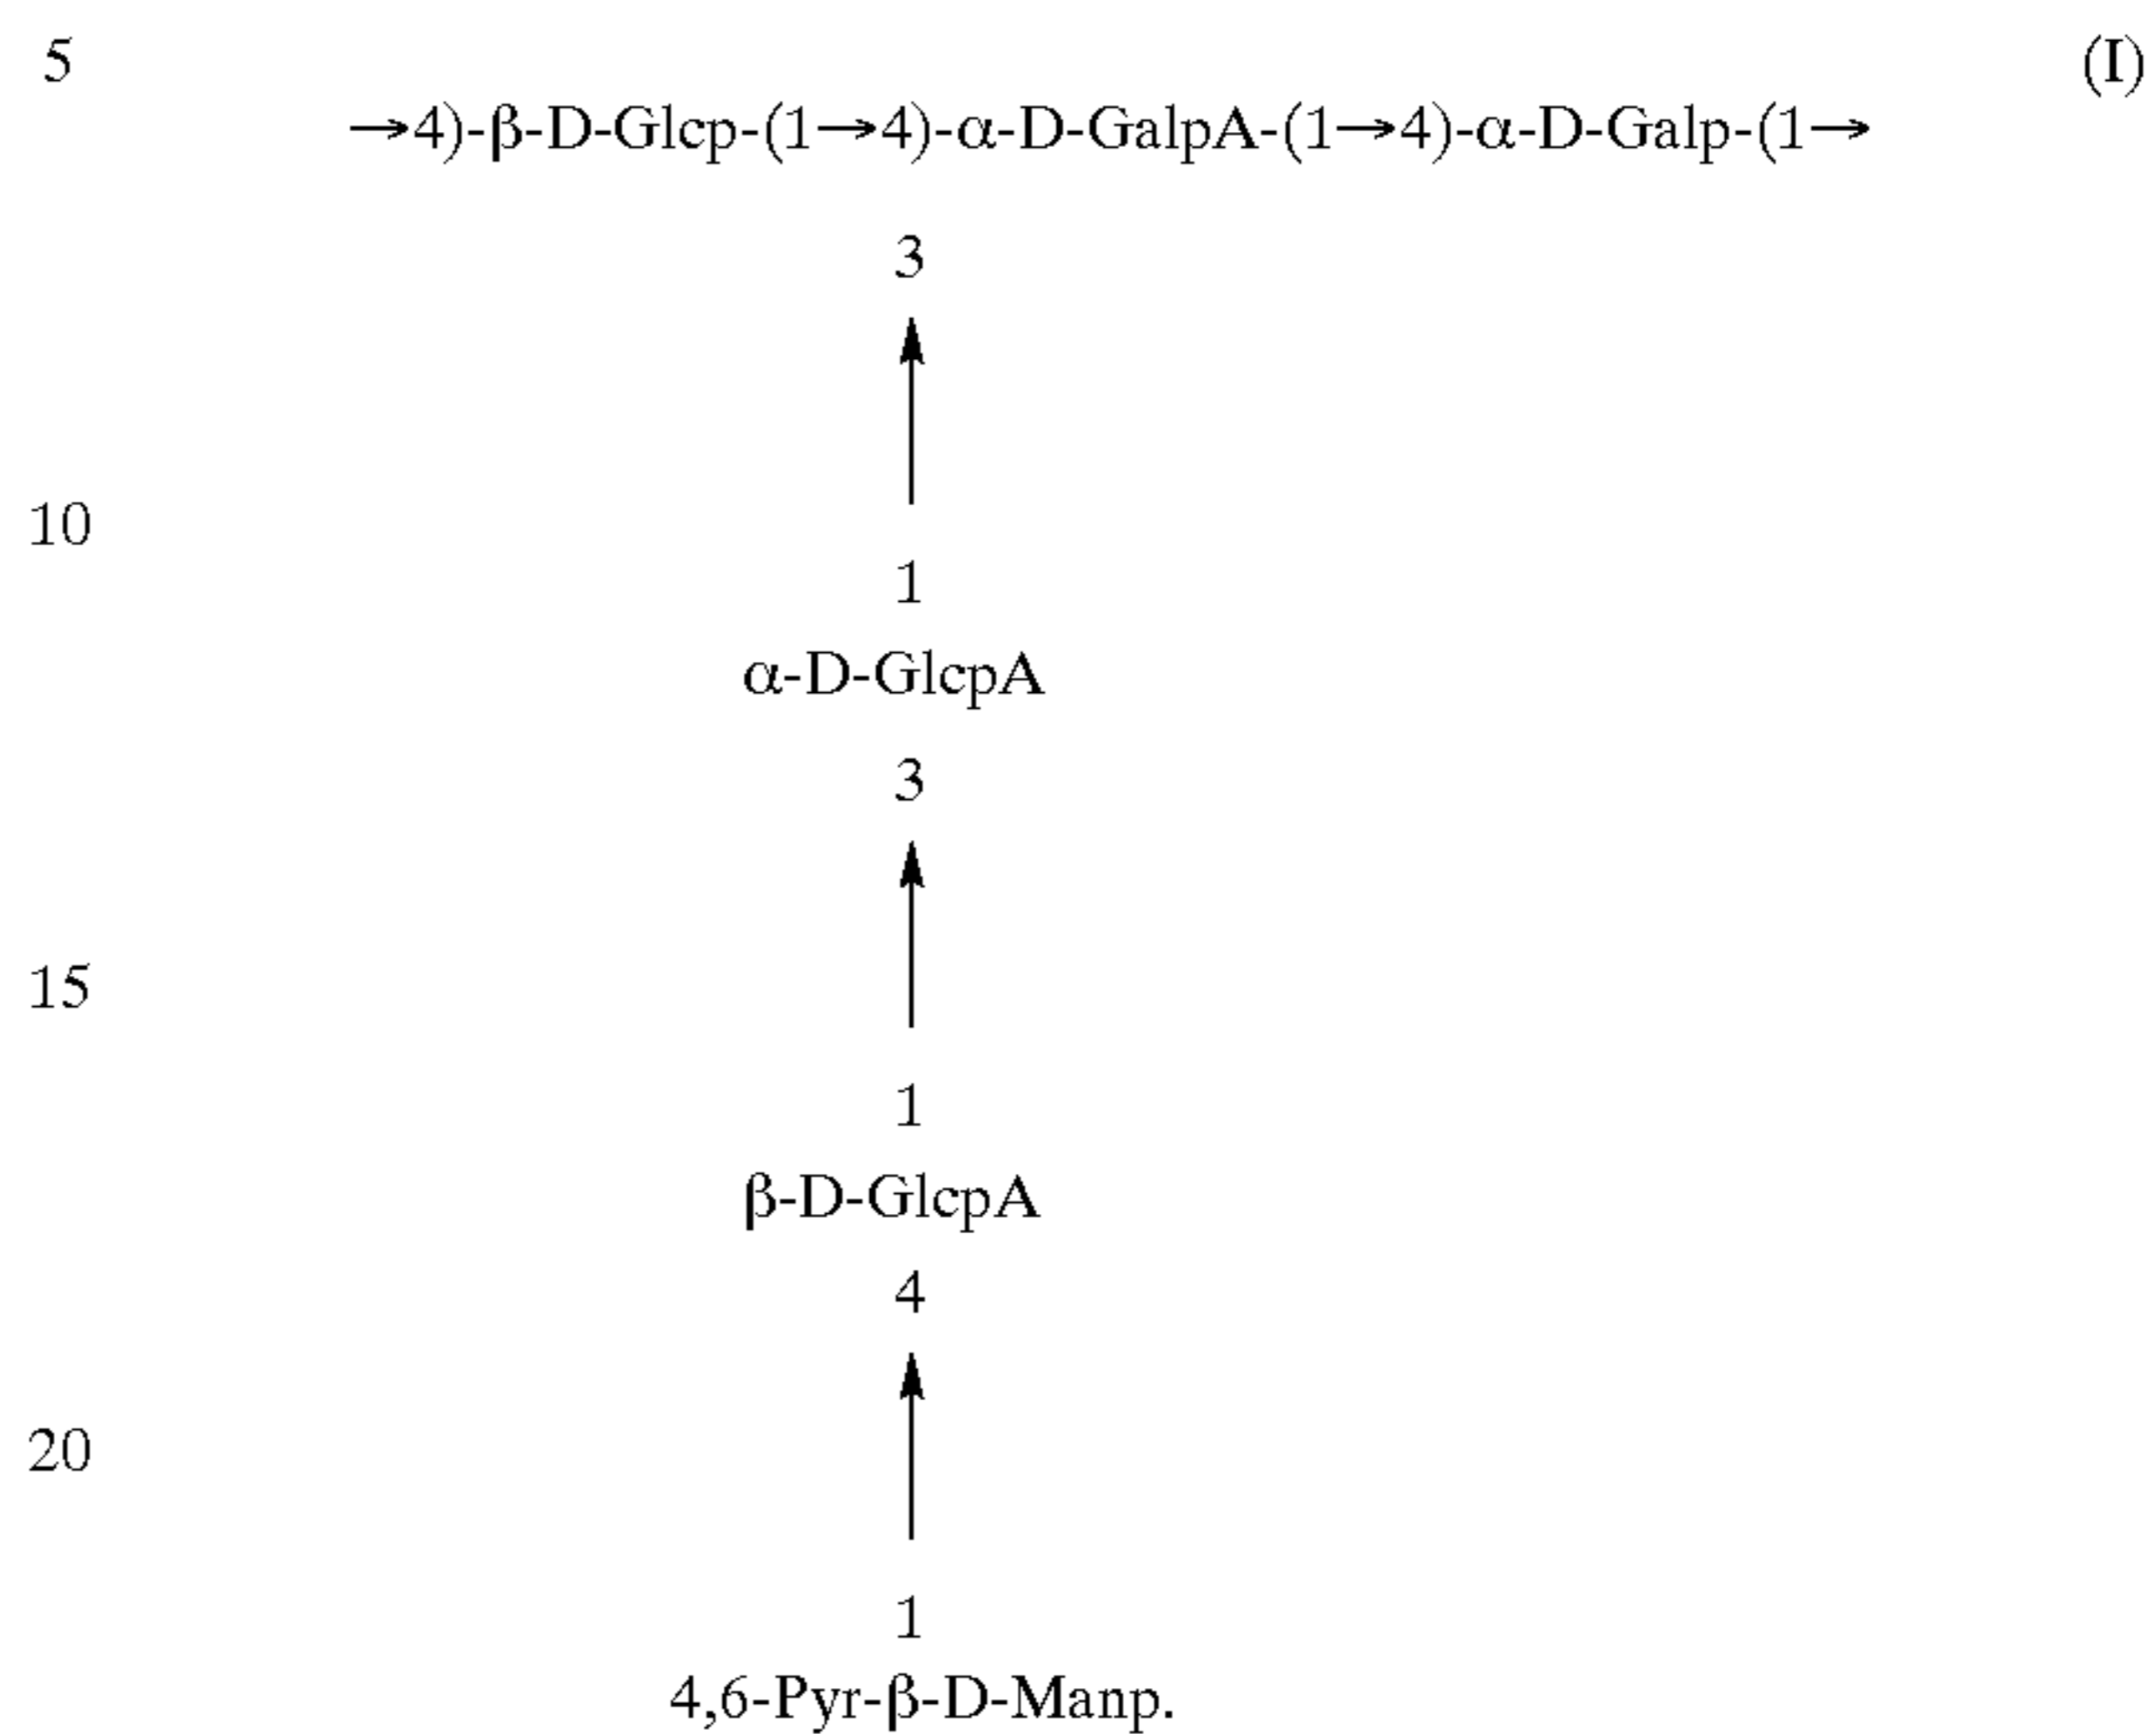 5 (I)
→4)-β-D-Glcp-(1→4)-α-D-GalpA-(1→4)-α-D-Galp-(1→
3
10
1
α-D-GlcpA
3
15
1
β-D-GlcpA
4
20
1
4,6-Pyr-β-D-Manp.